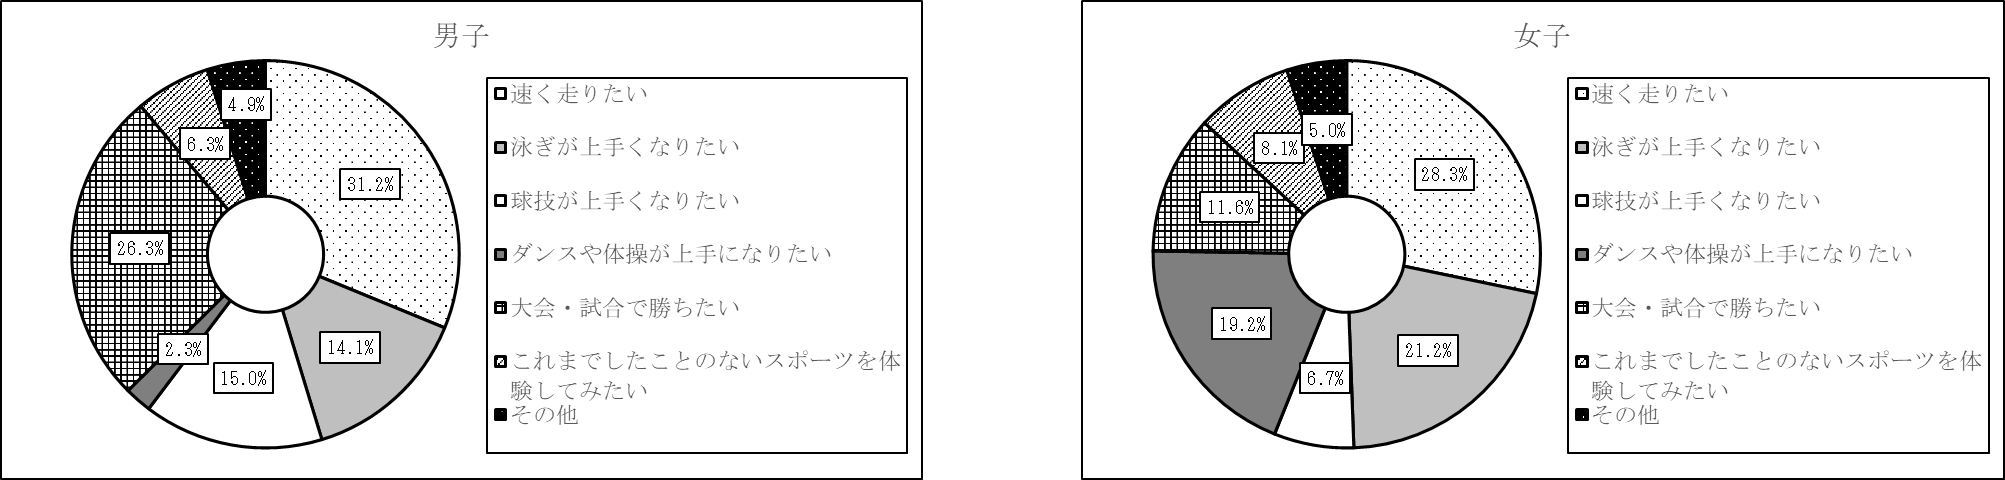 男子
速く走りたい
泳ぎが上手くなりたい
球技が上手くなりたい
ダンスや体操が上手になりたい
大会・試合で勝ちたい
これまでしたことのないスポーツを体
験してみたい
その他
4.9%
6.3%
31.2%
26.3%
2.3%
14.1%
15.0%
女子
速く走りたい
泳ぎが上手くなりたい
球技が上手くなりたい
ダンスや体操が上手になりたい
大会・試合で勝ちたい
これまでしたことのないスポーツを体
験してみたい
その他
5.0%
8.1%
28.3%
11.6%
19.2%
21.2%
6.7%